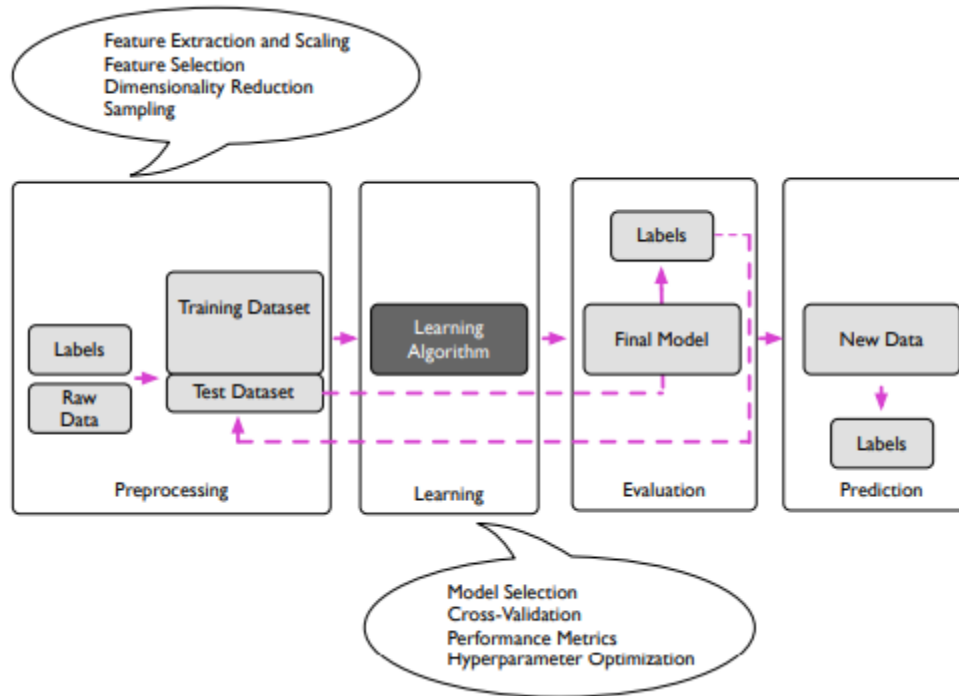 Feature Extraction and Scaling
Feature Selection
Dimensionality Reduction
Sampling
Labels
Raw
Data
Training Dataset
Test Dataset
Preprocessing
Learning
Algorithm
Learning
Labels
Final Model
Evaluation
New Data
Labels
Prediction
Model Selection
Cross-Validation
Performance Metrics
Hyperparameter Optimization